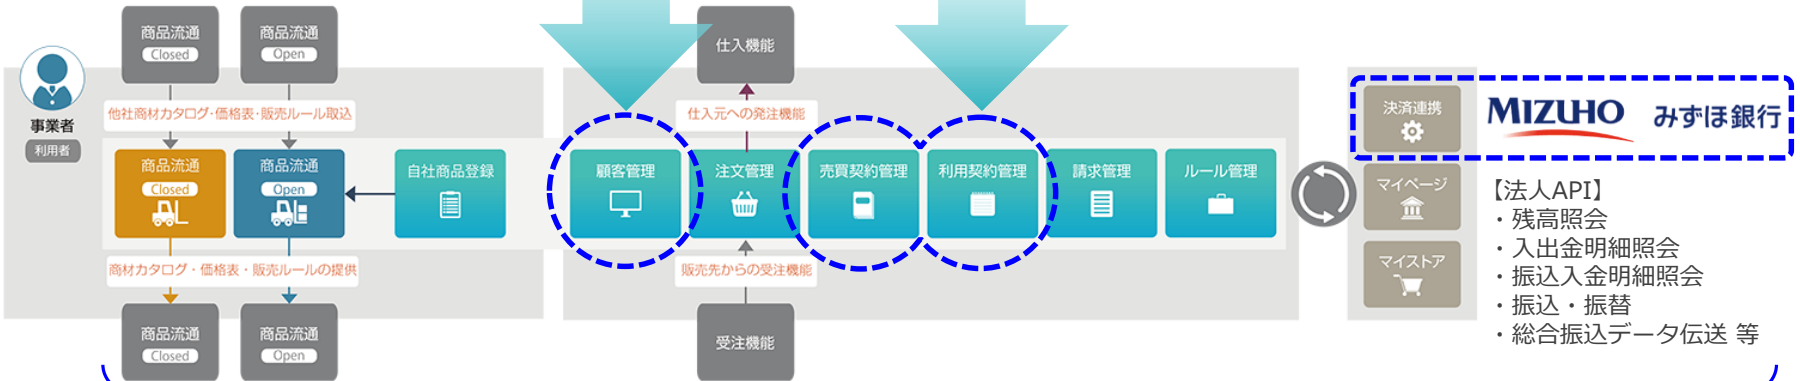 商品流通
Closed
商品流通
Open
仕入機能
事業者
利用者
他社商材カタログ・価格表・販売ルール取込
仕入元への発注機能
商品流通
Closed
商品流通
Open
自社商品登録
顧客管理
注文管理
売買契約管理
利用契約管理
請求管理
ルール管理
商材カタログ・価格表・販売ルールの提供
販売先からの受注機能
商品流通
Closed
商品流通
Open
受注機能
決済連携
マイページ
マイストア
MIZUHO みずほ銀行
【法人API】
・残高照会
・入出金明細照会
・振込入金明細照会
・振込・振替
・総合振込データ伝送 等